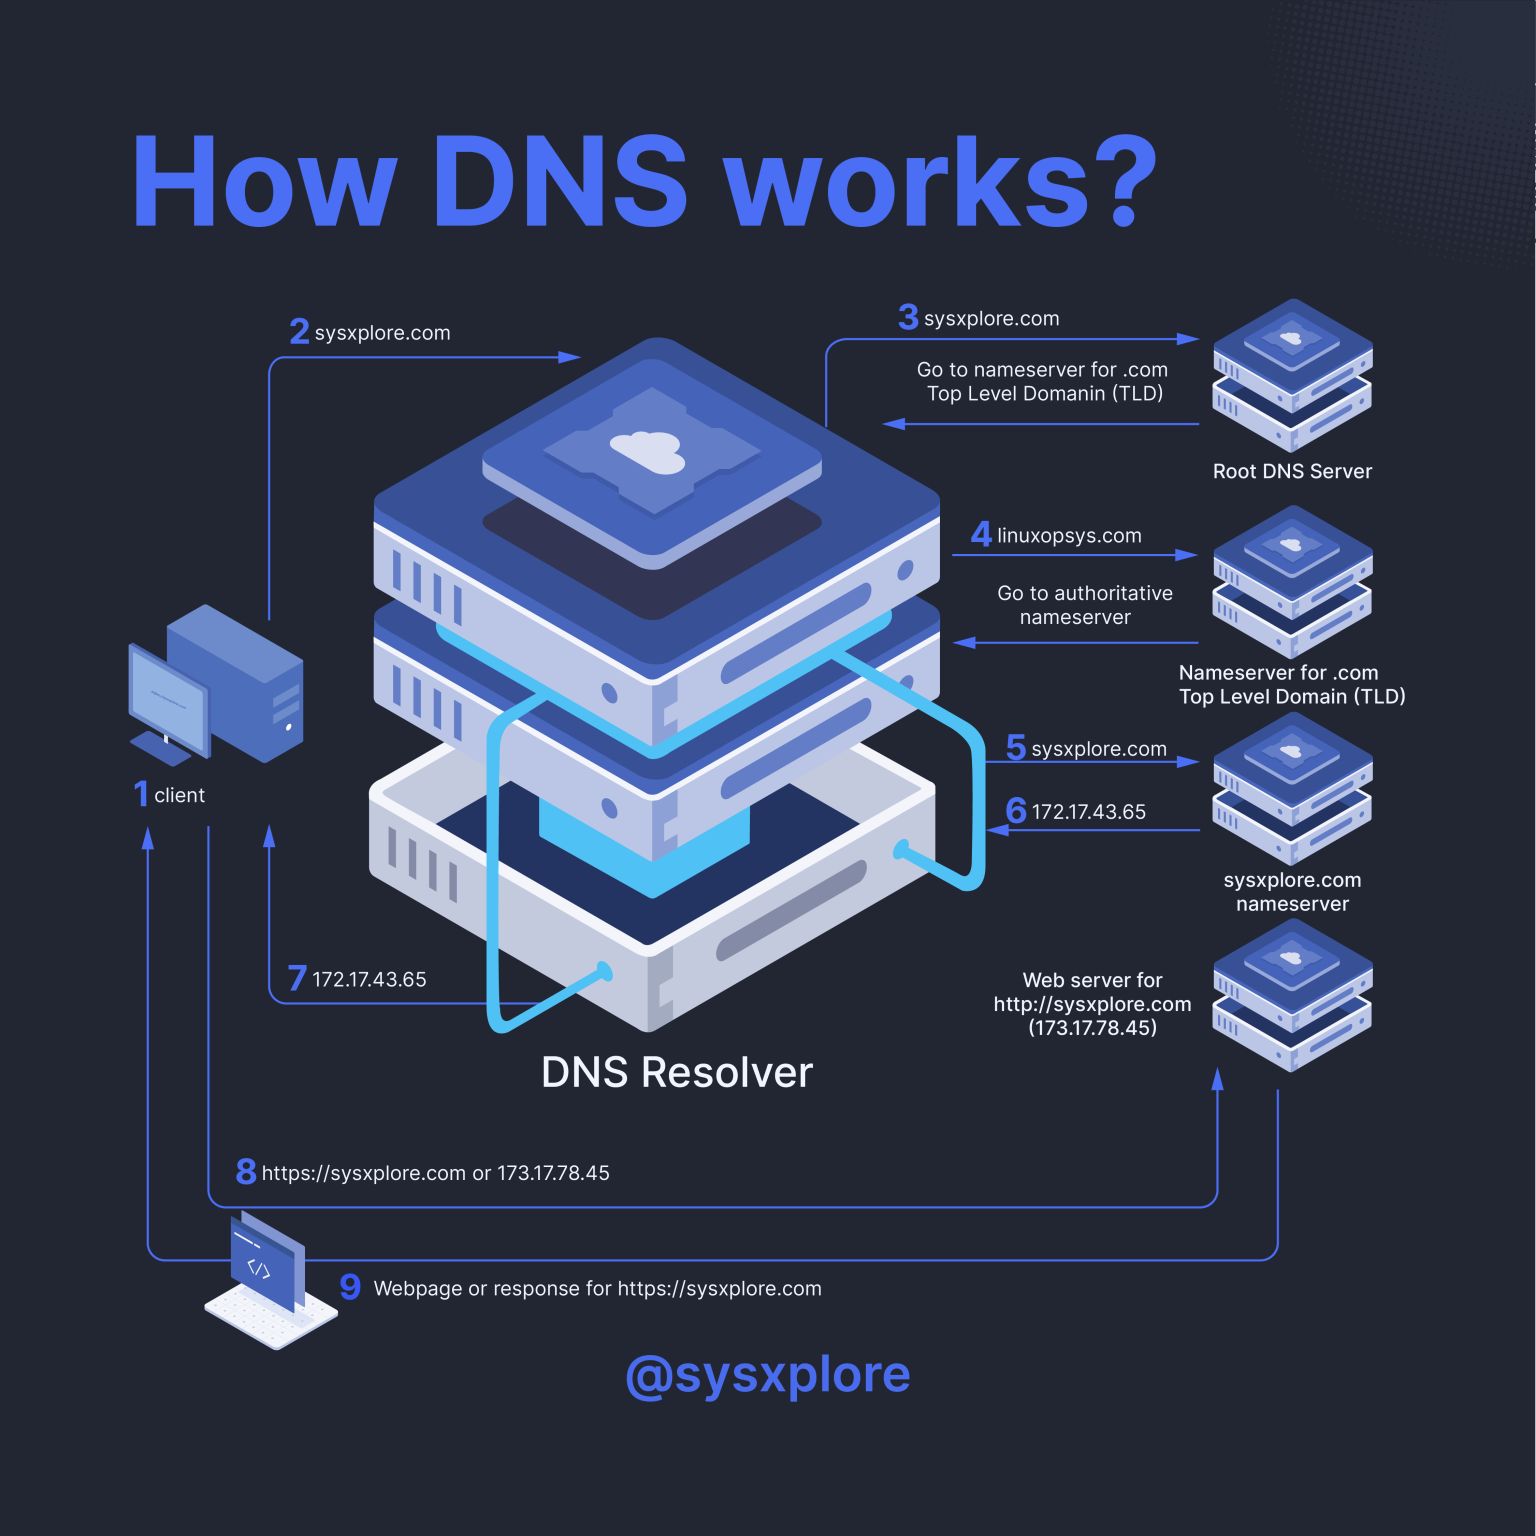 How DNS works?
2 sysxplore.com
3 sysxplore.com
Go to nameserver for .com
Top Level Domanin (TLD)
Root DNS Server
4 linuxopsys.com
Go to authoritative
nameserver
Nameserver for .com
Top Level Domain (TLD)
1 client
5 sysxplore.com
6 172.17.43.65
sysxplore.com
nameserver
7 172.17.43.65
Web server for
http://sysxplore.com
(173.17.78.45)
DNS Resolver
8 https://sysxplore.com or 173.17.78.45
</>
9 Webpage or response for https://sysxplore.com
@sysxplore